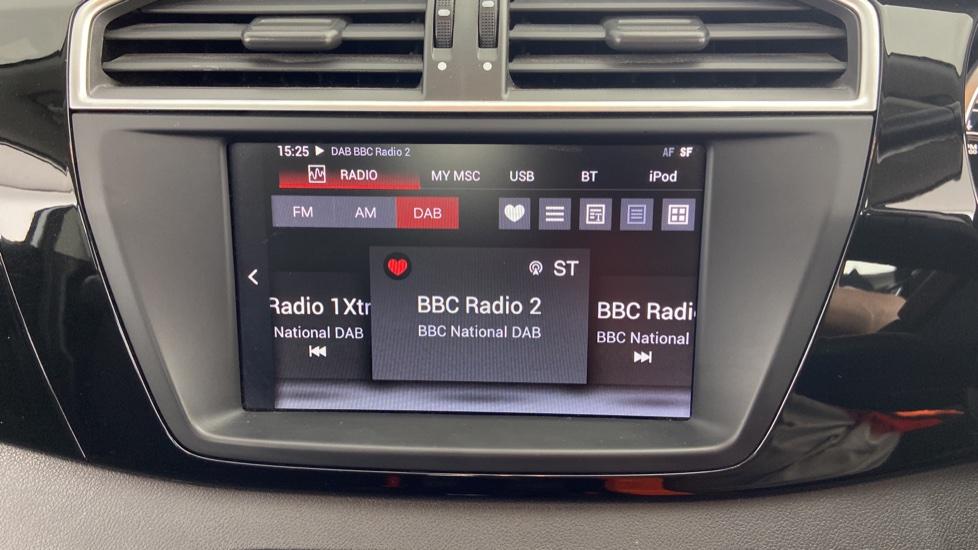 15:25 DAB BBC Radio 2 AF SF
RADIO MY MSC USB BT iPod
FM AM DAB
ST
Radio 1Xtr BBC Radio 2 BBC Radi
National DAB BBC National DAB BBC National